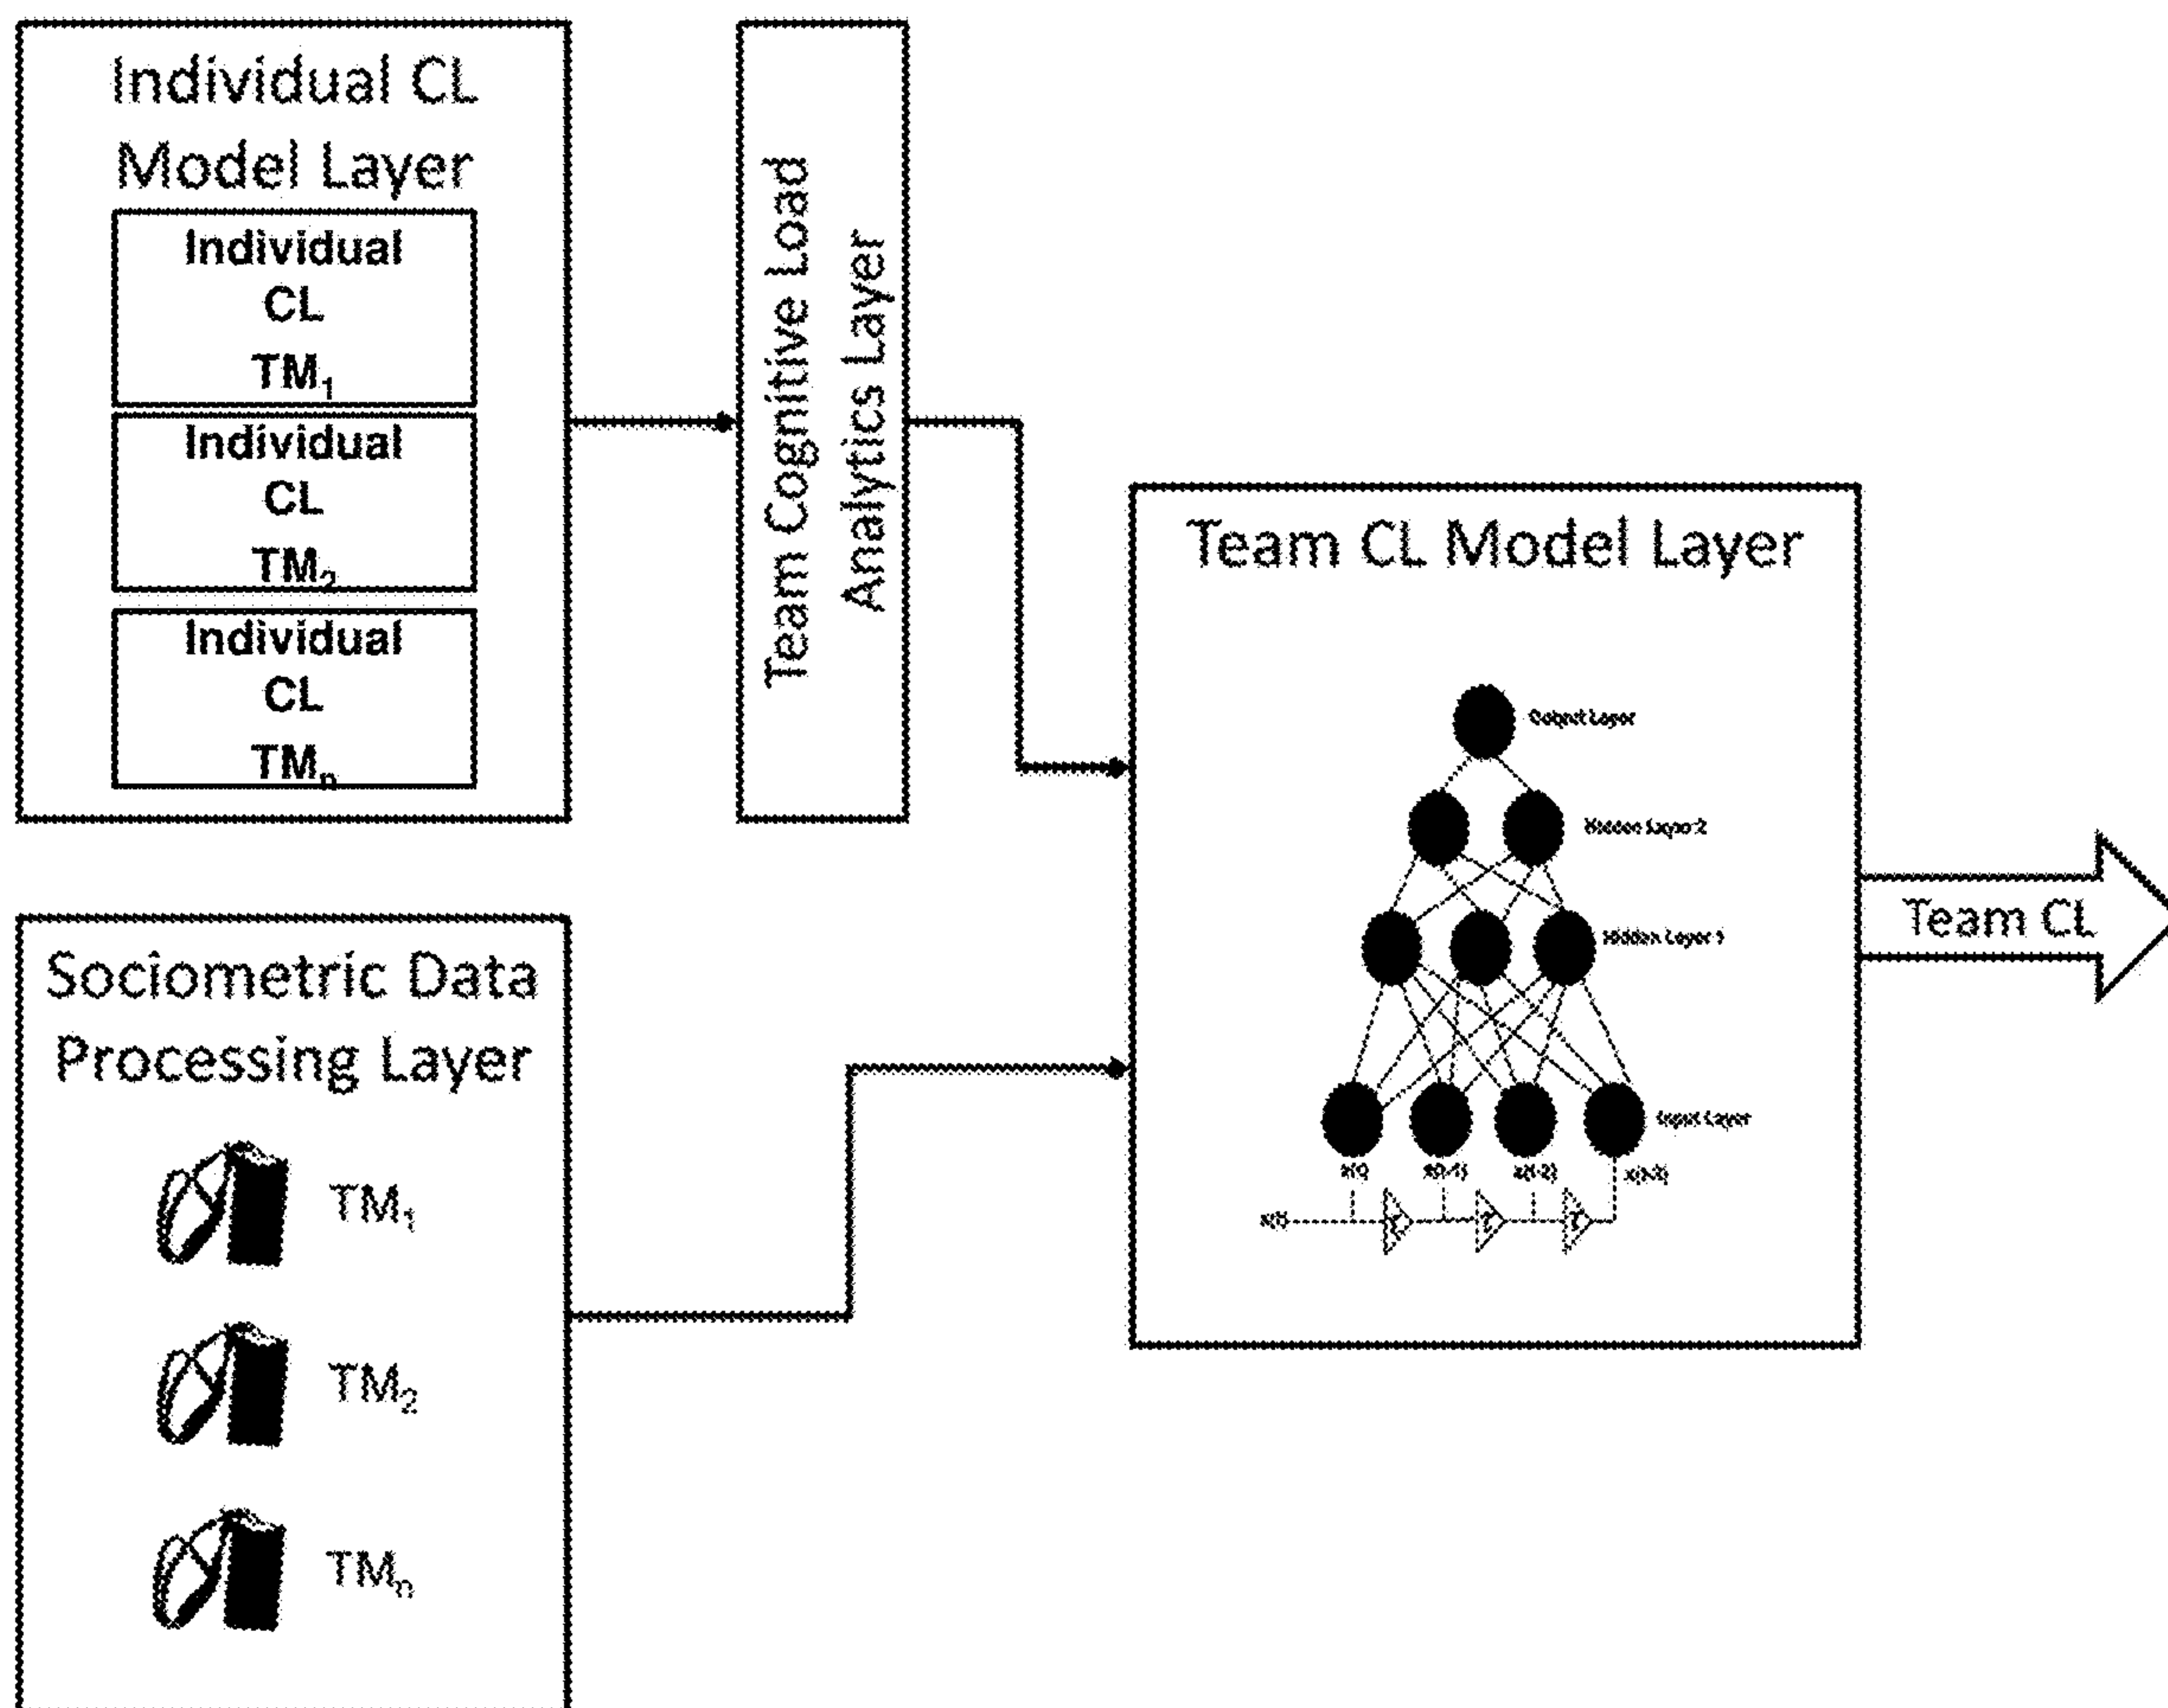 Individual CL
Model Layer
Individual
CL
TM₁
Individual
CL
TM₂
Individual
CL
TMₙ
Team Cognitive Load
Analytics Layer
Team CL Model Layer
Output Layer
Hidden Layer 2
Hidden Layer 1
Input Layer
Team CL
Sociometric Data
Processing Layer
TM₁
TM₂
TMₙ